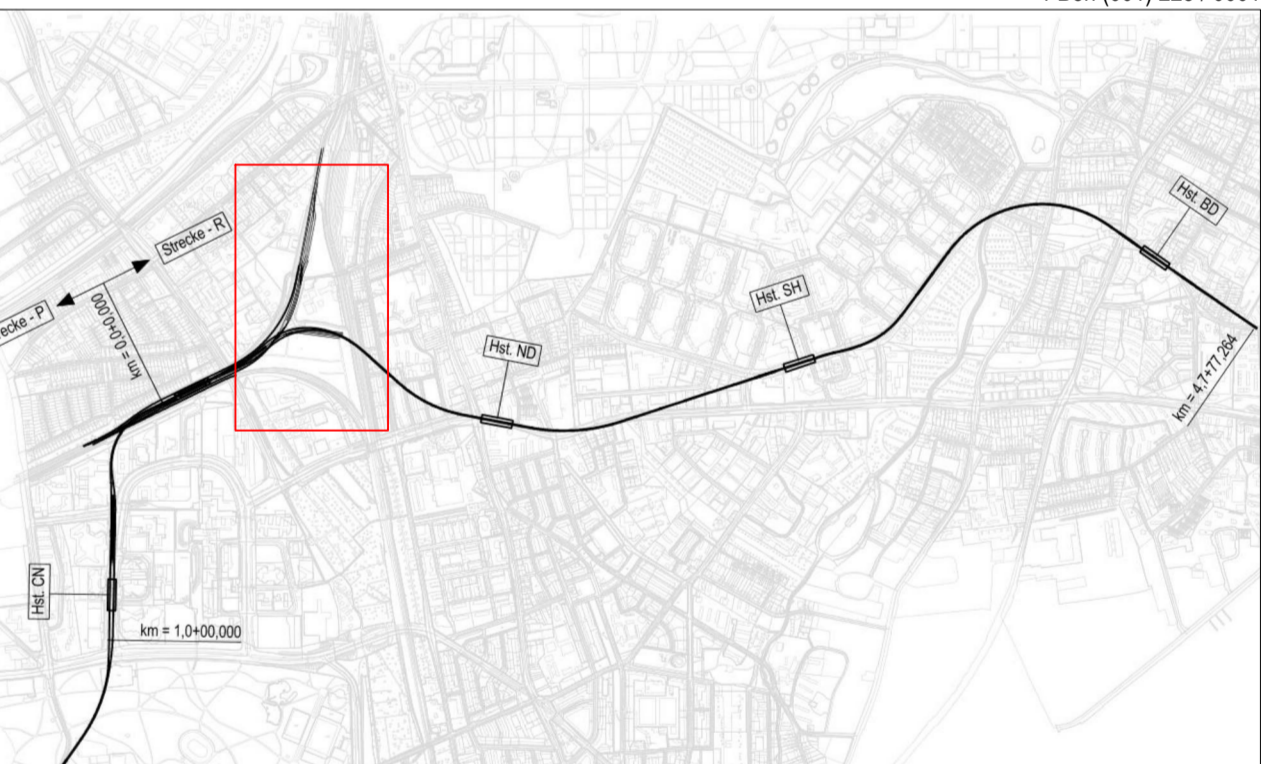 Hst. BD
Strecke - R
ecke - P
km = 0,0+0,000
Hst. SH
Hst. ND
km = 4,7+77,264
Hst. CN
km = 1,0+00,000